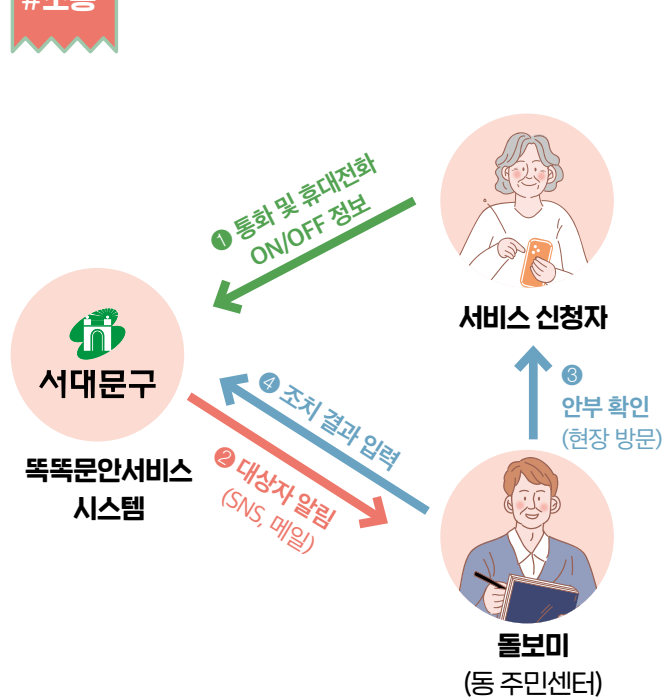 ❶ 통화 및 휴대전화
ON/OFF 정보
서비스 신청자
서대문구
똑똑문안서비스
시스템
❹ 조치 결과 입력
❷ 대상자 알림
(SNS, 메일)
❸
안부 확인
(현장 방문)
돌보미
(동 주민센터)